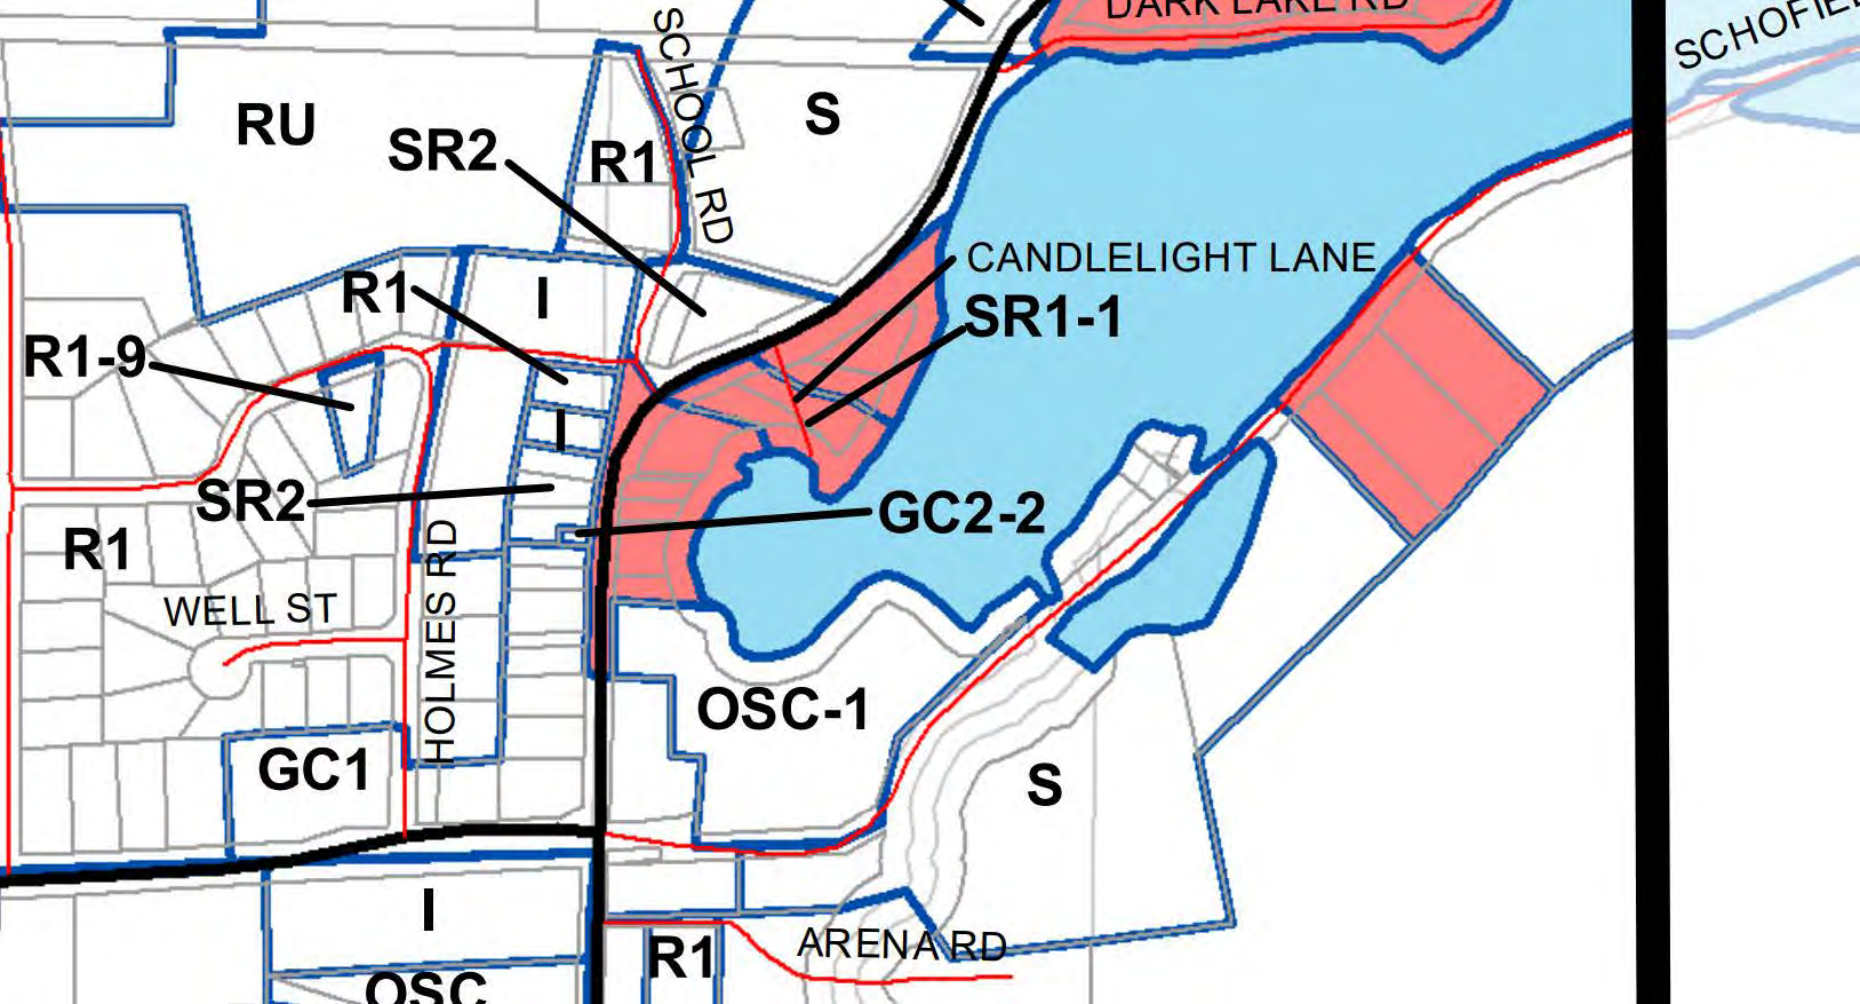 DARK LAKE RD
SCHOOL RD
RU
SR2
R1
S
CANDLELIGHT LANE
R1
I
SR1-1
R1-9
I
SR2
GC2-2
R1
WELL ST
HOLMES RD
OSC-1
GC1
S
I
R1
ARENA RD
OSC